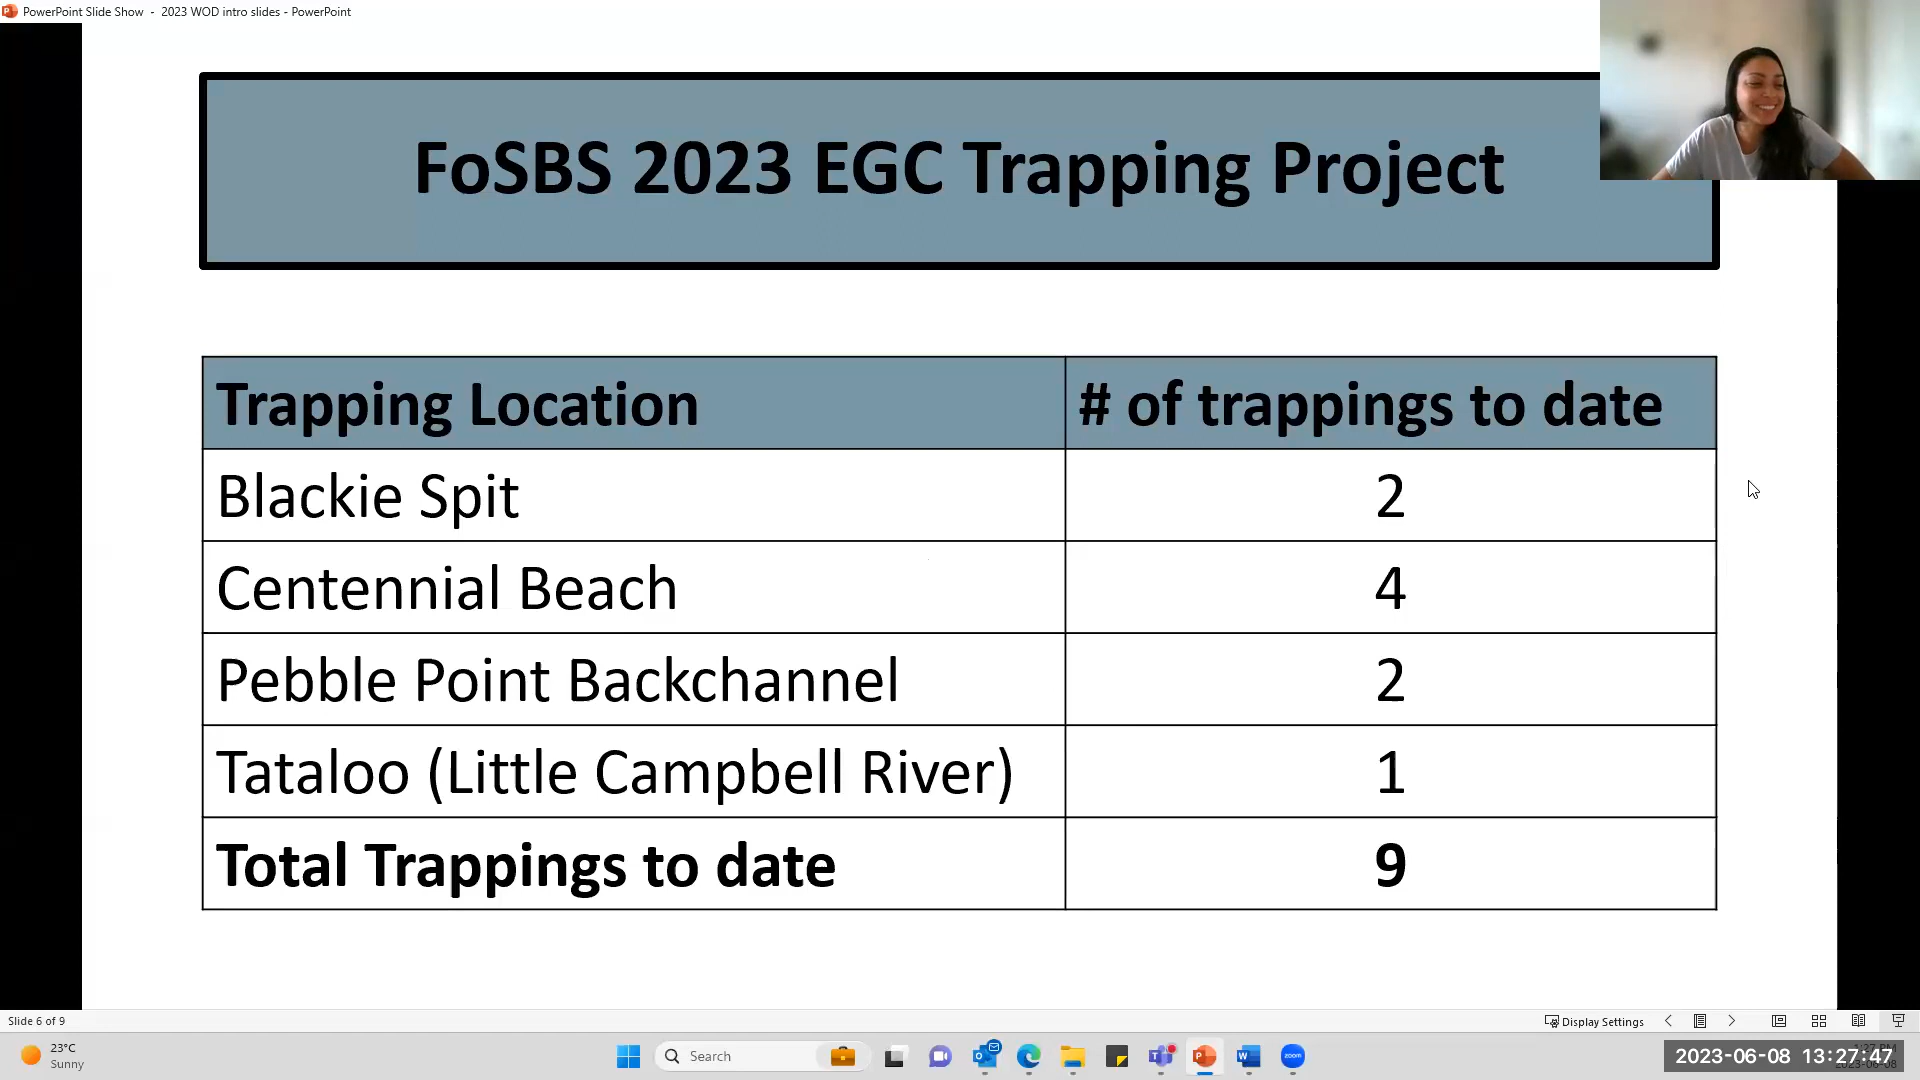 PowerPoint Slide Show - 2023 WOD intro slides - PowerPoint
FoSBS 2023 EGC Trapping Project
Trapping Location # of trappings to date
Blackie Spit 2
Centennial Beach 4
Pebble Point Backchannel 2
Tataloo (Little Campbell River) 1
Total Trappings to date 9
Slide 6 of 9
Display Settings
23°C
Sunny
Search
zoom
2023-06-08 13:27:47